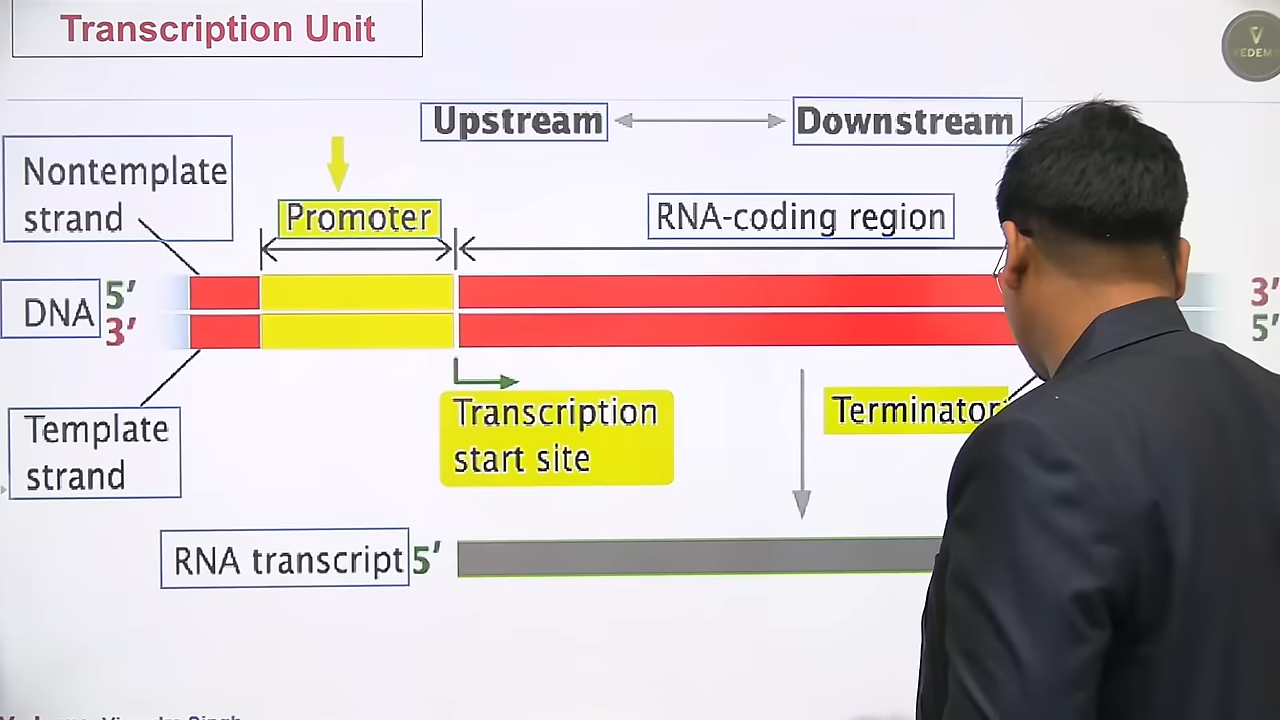 Transcription Unit
Upstream
Downstream
Nontemplate
strand
Promoter
RNA-coding region
DNA
5′
3′
3′
5′
Template
strand
Transcription
start site
Terminator
RNA transcript
5′